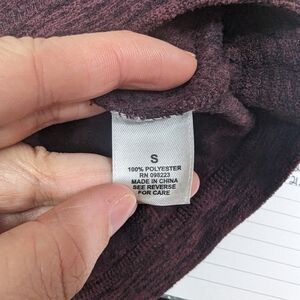 S
100% POLYESTER
RN 098223
MADE IN CHINA
SEE REVERSE
FOR CARE